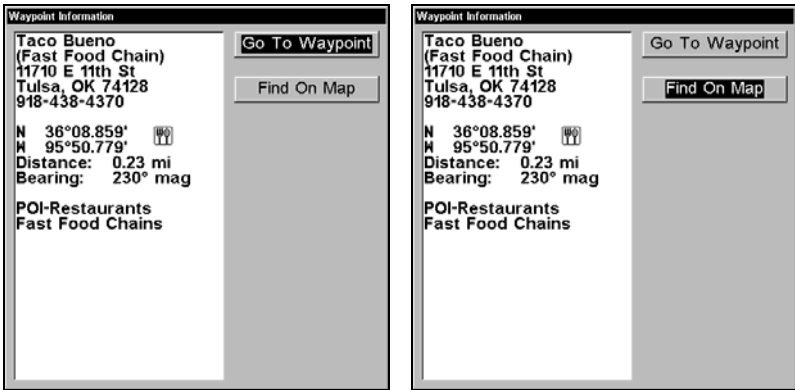 Waypoint Information
Taco Bueno
(Fast Food Chain)
11710 E 11th St
Tulsa, OK 74128
918-438-4370
N 36°08.859'
W 95°50.779'
Distance: 0.23 mi
Bearing: 230° mag
POI-Restaurants
Fast Food Chains
Go To Waypoint
Find On Map
Waypoint Information
Taco Bueno
(Fast Food Chain)
11710 E 11th St
Tulsa, OK 74128
918-438-4370
N 36°08.859'
W 95°50.779'
Distance: 0.23 mi
Bearing: 230° mag
POI-Restaurants
Fast Food Chains
Go To Waypoint
Find On Map